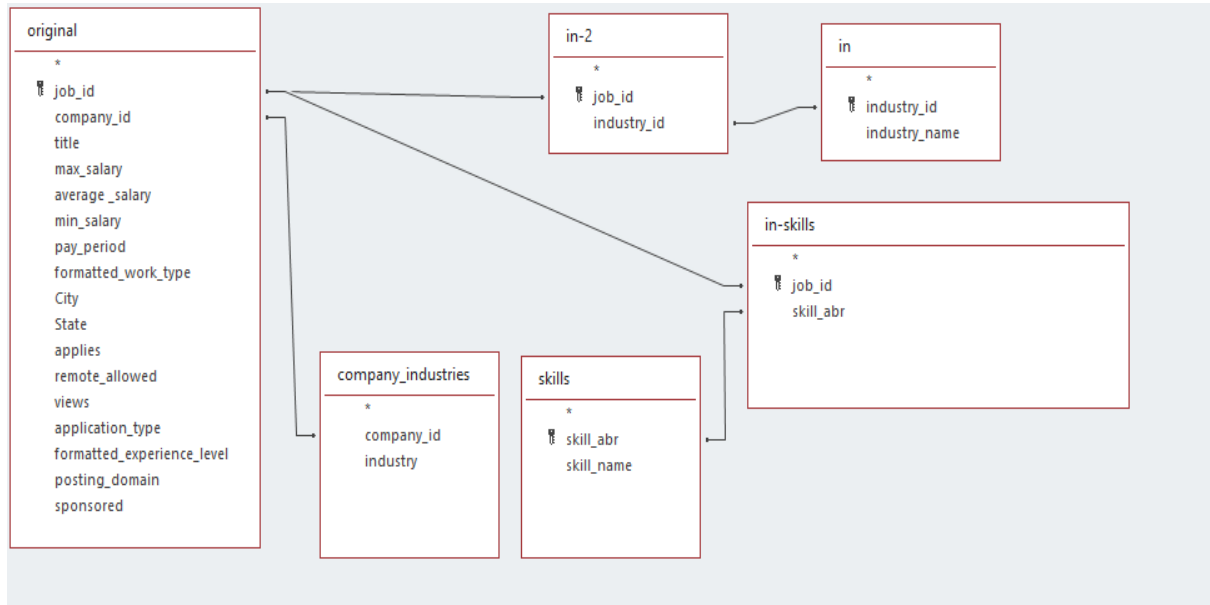 original
*
job_id
company_id
title
max_salary
average _salary
min_salary
pay_period
formatted_work_type
City
State
applies
remote_allowed
views
application_type
formatted_experience_level
posting_domain
sponsored
in-2
*
job_id
industry_id
in
*
industry_id
industry_name
in-skills
*
job_id
skill_abr
company_industries
*
company_id
industry
skills
*
skill_abr
skill_name